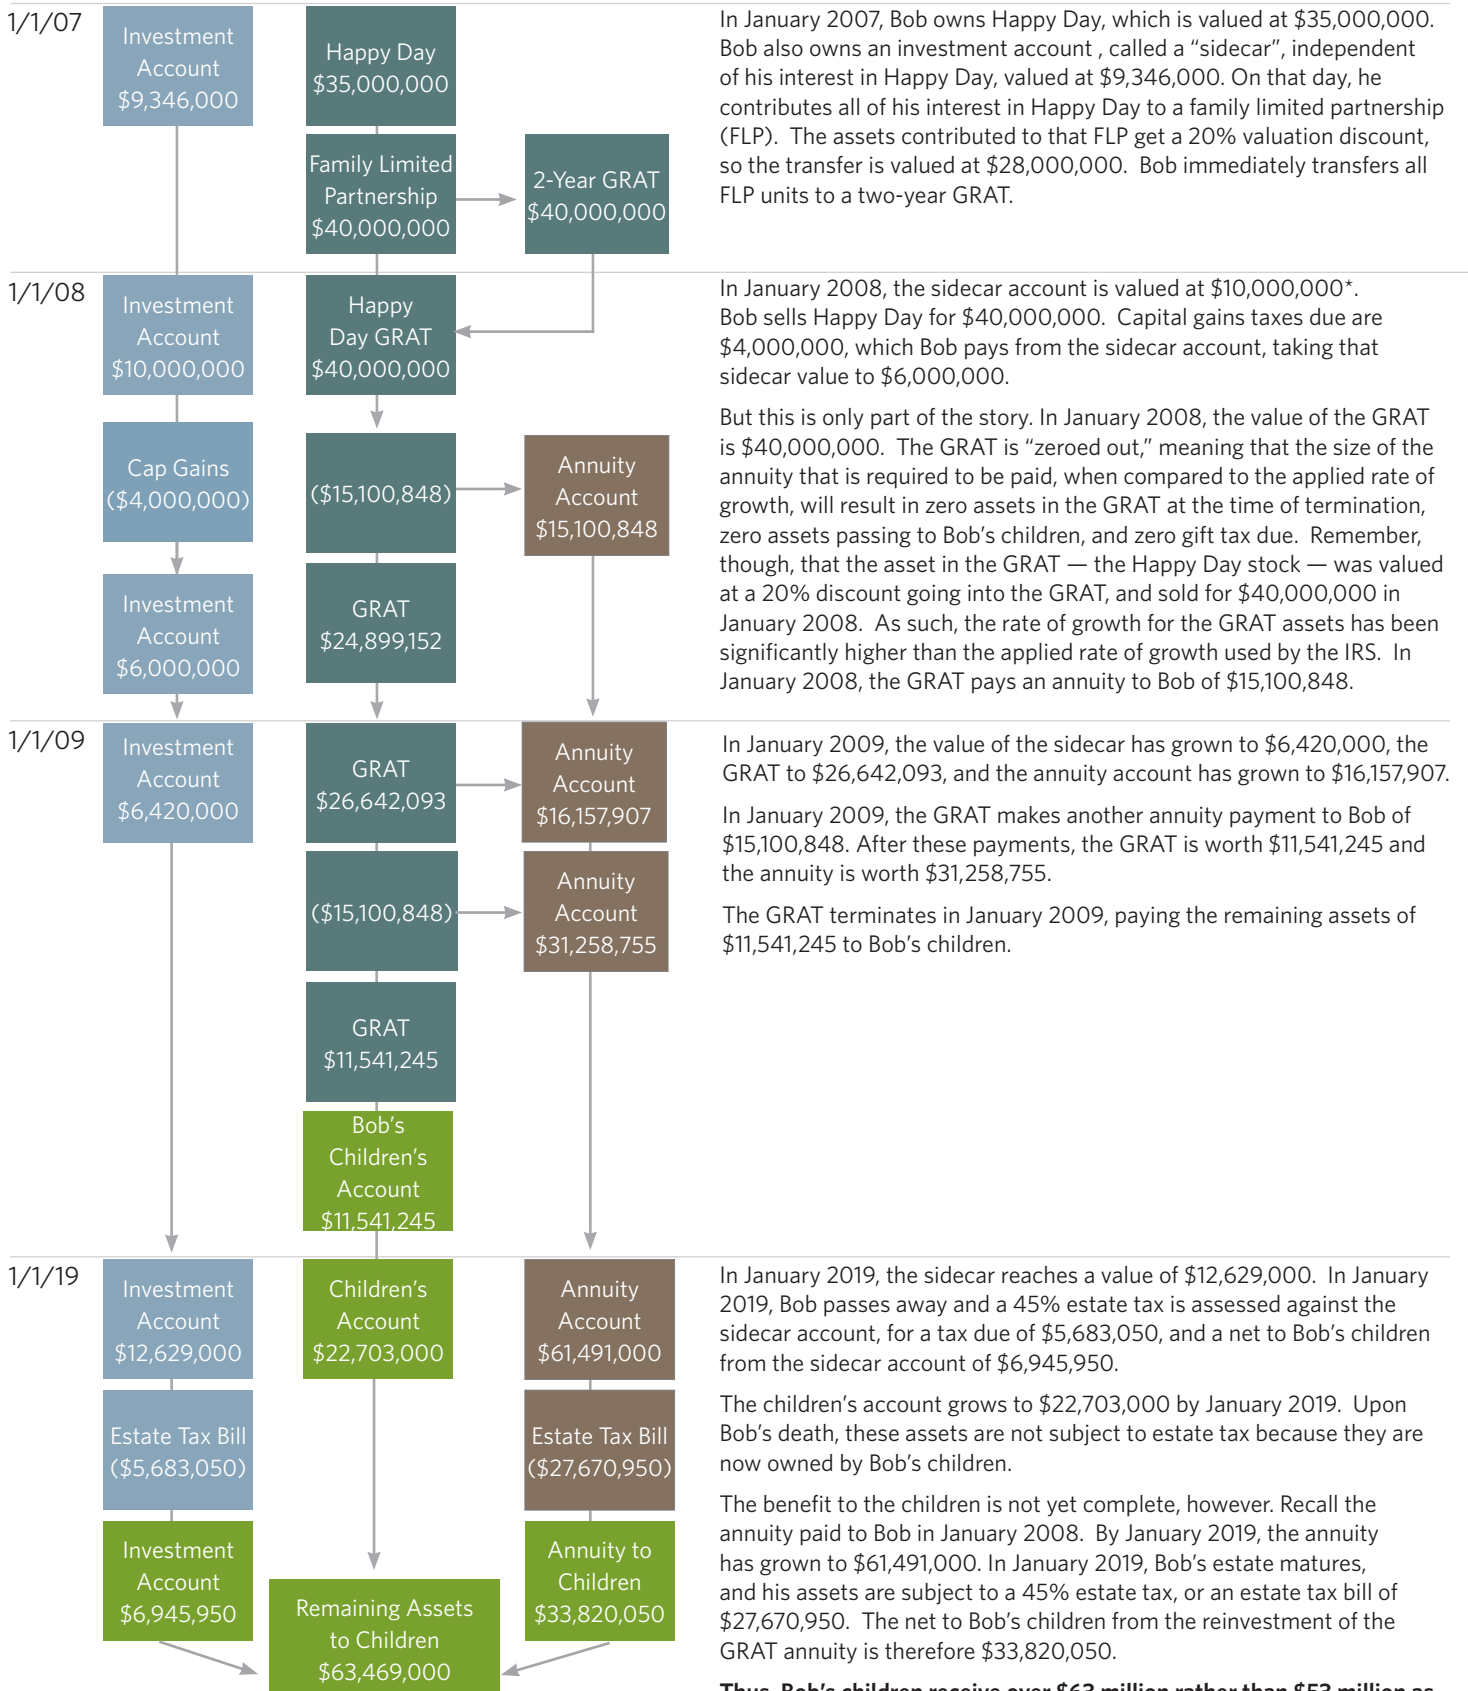 1/1/07
Investment
Account
$9,346,000
Happy Day
$35,000,000
Family Limited
Partnership
$40,000,000
2-Year GRAT
$40,000,000
In January 2007, Bob owns Happy Day, which is valued at $35,000,000.
Bob also owns an investment account , called a “sidecar”, independent
of his interest in Happy Day, valued at $9,346,000. On that day, he
contributes all of his interest in Happy Day to a family limited partnership
(FLP).  The assets contributed to that FLP get a 20% valuation discount,
so the transfer is valued at $28,000,000.  Bob immediately transfers all
FLP units to a two-year GRAT.
1/1/08
Investment
Account
$10,000,000
Happy
Day GRAT
$40,000,000
Cap Gains
($4,000,000)
($15,100,848)
Annuity
Account
$15,100,848
Investment
Account
$6,000,000
GRAT
$24,899,152
In January 2008, the sidecar account is valued at $10,000,000*.
Bob sells Happy Day for $40,000,000.  Capital gains taxes due are
$4,000,000, which Bob pays from the sidecar account, taking that
sidecar value to $6,000,000.
But this is only part of the story. In January 2008, the value of the GRAT
is $40,000,000.  The GRAT is “zeroed out,” meaning that the size of the
annuity that is required to be paid, when compared to the applied rate of
growth, will result in zero assets in the GRAT at the time of termination,
zero assets passing to Bob’s children, and zero gift tax due.  Remember,
though, that the asset in the GRAT — the Happy Day stock — was valued
at a 20% discount going into the GRAT, and sold for $40,000,000 in
January 2008.  As such, the rate of growth for the GRAT assets has been
significantly higher than the applied rate of growth used by the IRS.  In
January 2008, the GRAT pays an annuity to Bob of $15,100,848.
1/1/09
Investment
Account
$6,420,000
GRAT
$26,642,093
Annuity
Account
$16,157,907
($15,100,848)
Annuity
Account
$31,258,755
GRAT
$11,541,245
Bob’s
Children’s
Account
$11,541,245
In January 2009, the value of the sidecar has grown to $6,420,000, the
GRAT to $26,642,093, and the annuity account has grown to $16,157,907.
In January 2009, the GRAT makes another annuity payment to Bob of
$15,100,848. After these payments, the GRAT is worth $11,541,245 and
the annuity is worth $31,258,755.
The GRAT terminates in January 2009, paying the remaining assets of
$11,541,245 to Bob’s children.
1/1/19
Investment
Account
$12,629,000
Children’s
Account
$22,703,000
Annuity
Account
$61,491,000
Estate Tax Bill
($5,683,050)
Estate Tax Bill
($27,670,950)
Investment
Account
$6,945,950
Remaining Assets
to Children
$63,469,000
Annuity to
Children
$33,820,050
In January 2019, the sidecar reaches a value of $12,629,000.  In January
2019, Bob passes away and a 45% estate tax is assessed against the
sidecar account, for a tax due of $5,683,050, and a net to Bob’s children
from the sidecar account of $6,945,950.
The children’s account grows to $22,703,000 by January 2019.  Upon
Bob’s death, these assets are not subject to estate tax because they are
now owned by Bob’s children.
The benefit to the children is not yet complete, however. Recall the
annuity paid to Bob in January 2008.  By January 2019, the annuity
has grown to $61,491,000. In January 2019, Bob’s estate matures,
and his assets are subject to a 45% estate tax, or an estate tax bill of
$27,670,950.  The net to Bob’s children from the reinvestment of the
GRAT annuity is therefore $33,820,050.
Thus, Bob’s children receive over $63 million rather than $53 million as